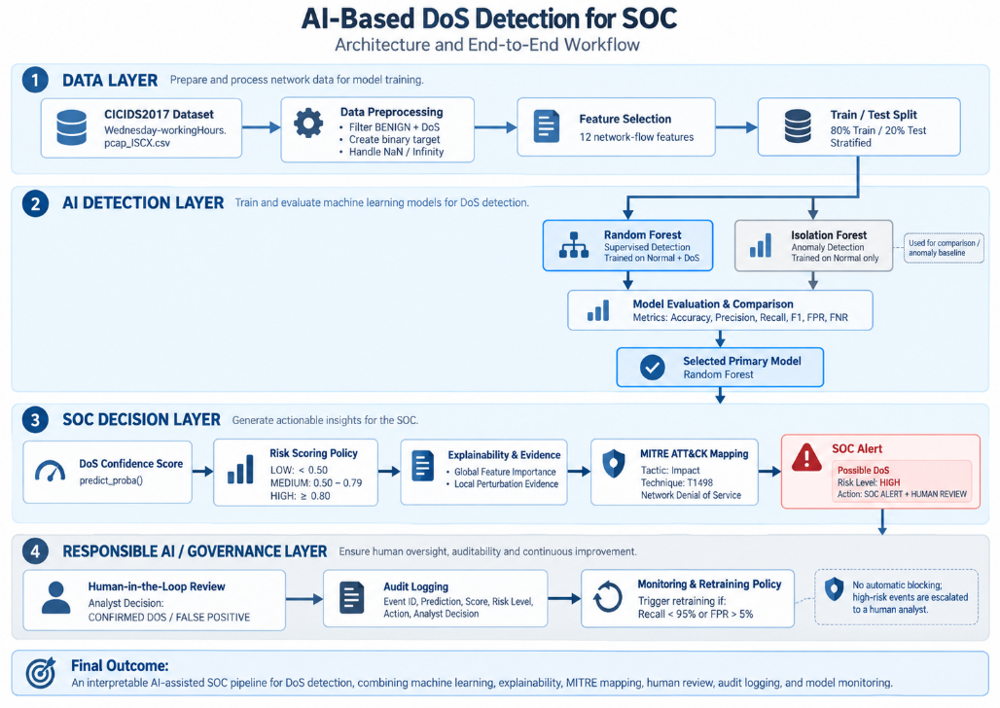 AI-Based DoS Detection for SOC
Architecture and End-to-End Workflow
1 DATA LAYER Prepare and process network data for model training.
CICIDS2017 Dataset
Wednesday-workingHours.
pcap_ISCX.csv
Data Preprocessing
• Filter BENIGN + DoS
• Create binary target
• Handle NaN / Infinity
Feature Selection
12 network-flow features
Train / Test Split
80% Train / 20% Test
Stratified
2 AI DETECTION LAYER Train and evaluate machine learning models for DoS detection.
Random Forest
Supervised Detection
Trained on Normal + DoS
Isolation Forest
Anomaly Detection
Trained on Normal only
Used for comparison /
anomaly baseline
Model Evaluation & Comparison
Metrics: Accuracy, Precision, Recall, F1, FPR, FNR
Selected Primary Model
Random Forest
3 SOC DECISION LAYER Generate actionable insights for the SOC.
DoS Confidence Score
predict_proba()
Risk Scoring Policy
LOW: < 0.50
MEDIUM: 0.50 – 0.79
HIGH: ≥ 0.80
Explainability & Evidence
• Global Feature Importance
• Local Perturbation Evidence
MITRE ATT&CK Mapping
Tactic: Impact
Technique: T1498
Network Denial of Service
SOC Alert
Possible DoS
Risk Level: HIGH
Action: SOC ALERT + HUMAN REVIEW
4 RESPONSIBLE AI / GOVERNANCE LAYER Ensure human oversight, auditability and continuous improvement.
Human-in-the-Loop Review
Analyst Decision:
CONFIRMED DOS / FALSE POSITIVE
Audit Logging
Event ID, Prediction, Score, Risk Level,
Action, Analyst Decision
Monitoring & Retraining Policy
Trigger retraining if:
Recall < 95% or FPR > 5%
No automatic blocking;
high-risk events are escalated
to a human analyst.
Final Outcome:
An interpretable AI-assisted SOC pipeline for DoS detection, combining machine learning, explainability, MITRE mapping, human review, audit logging, and model monitoring.